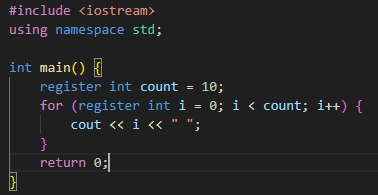 #include <iostream>
using namespace std;
int main() {
register int count = 10;
for (register int i = 0; i < count; i++) {
cout << i << " ";
}
return 0;
}